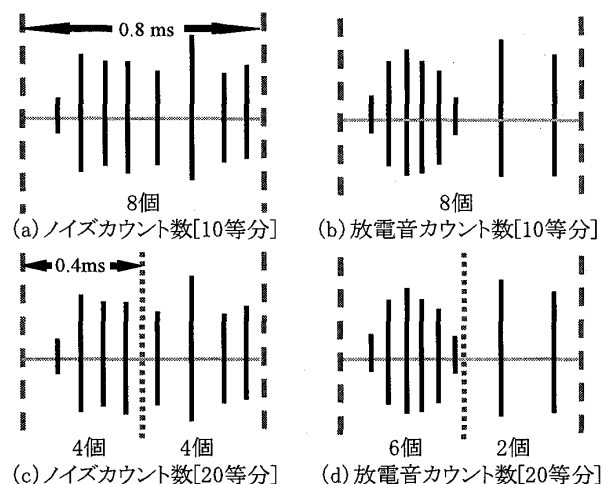 0.8 ms
8個
8個
(a)ノイズカウント数[10等分]
(b)放電音カウント数[10等分]
0.4ms
4個
4個
6個
2個
(c)ノイズカウント数[20等分]
(d)放電音カウント数[20等分]